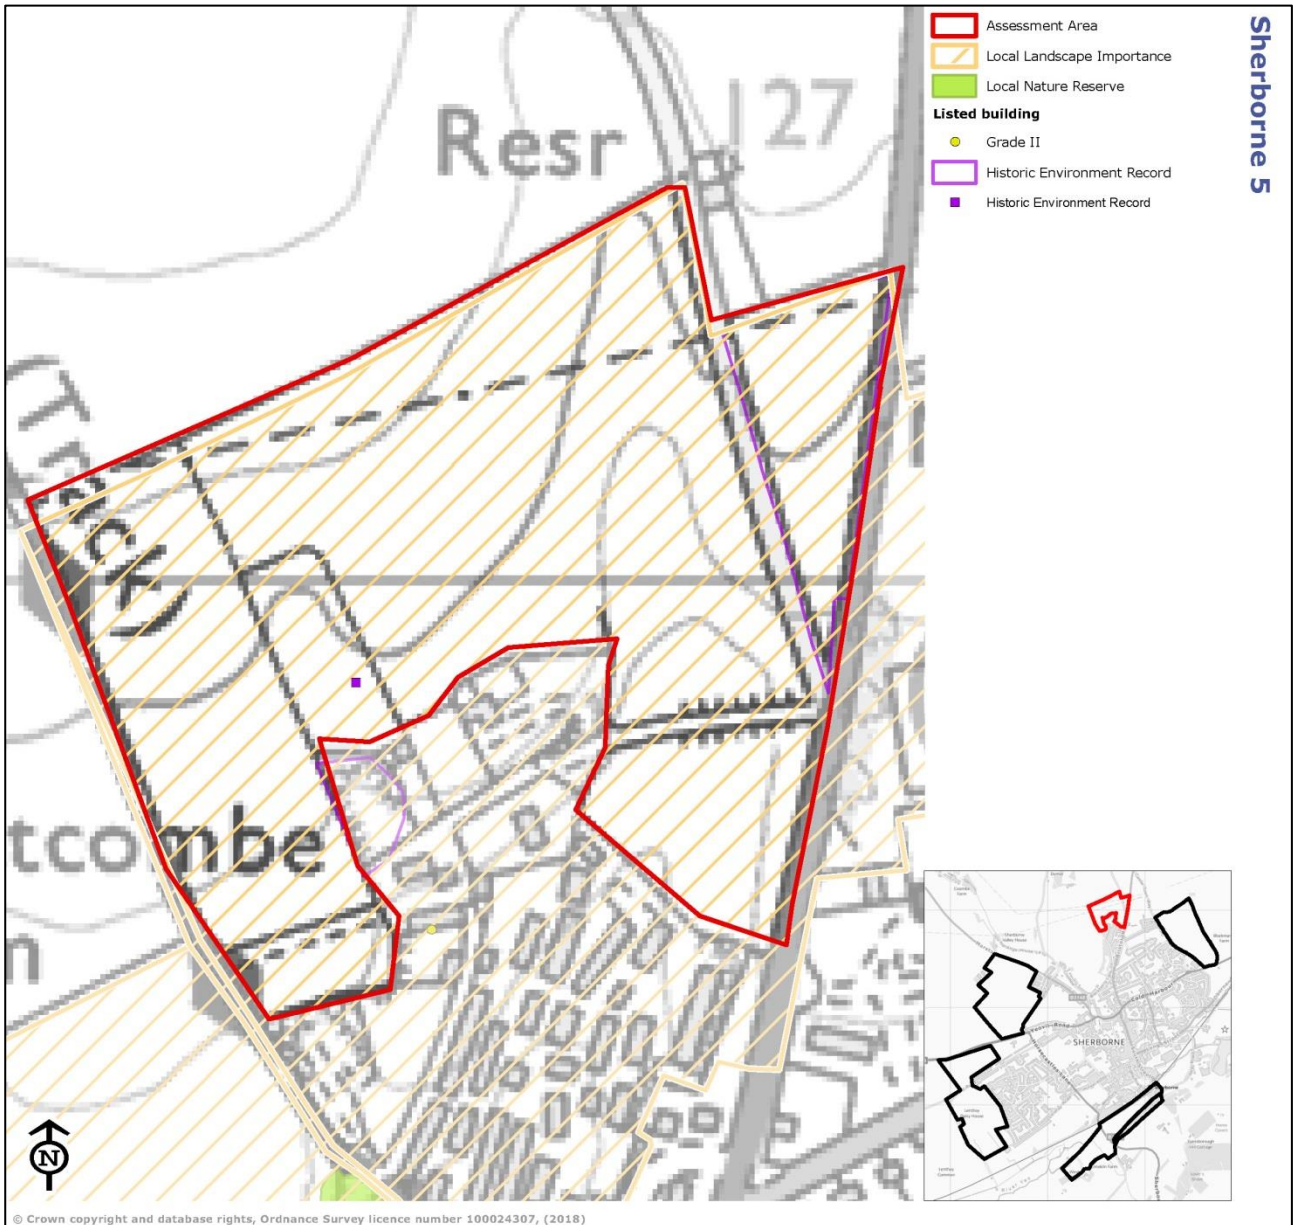 Sherborne 5
Assessment Area
Local Landscape Importance
Local Nature Reserve
Listed building
Grade II
Historic Environment Record
Historic Environment Record
Resr
127
(Track)
tcombe
n
N
SHERBORNE
© Crown copyright and database rights, Ordnance Survey licence number 100024307, (2018)